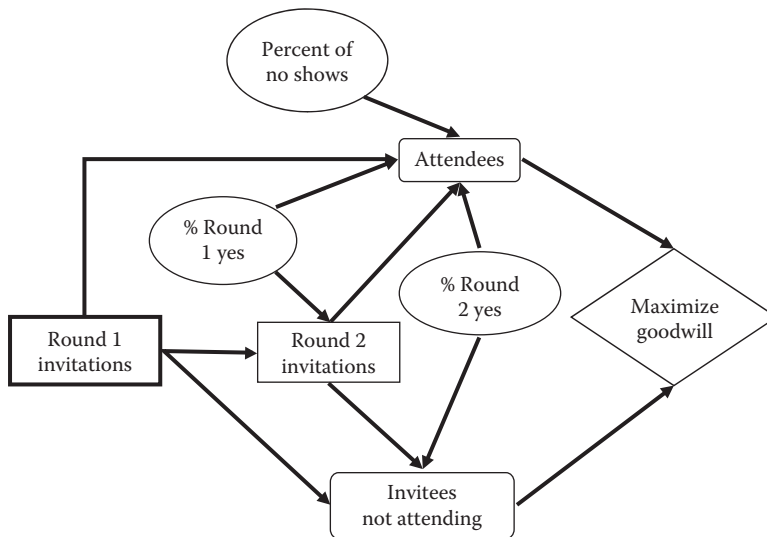 Percent of
no shows
Attendees
% Round
1 yes
% Round
2 yes
Maximize
goodwill
Round 1
invitations
Round 2
invitations
Invitees
not attending